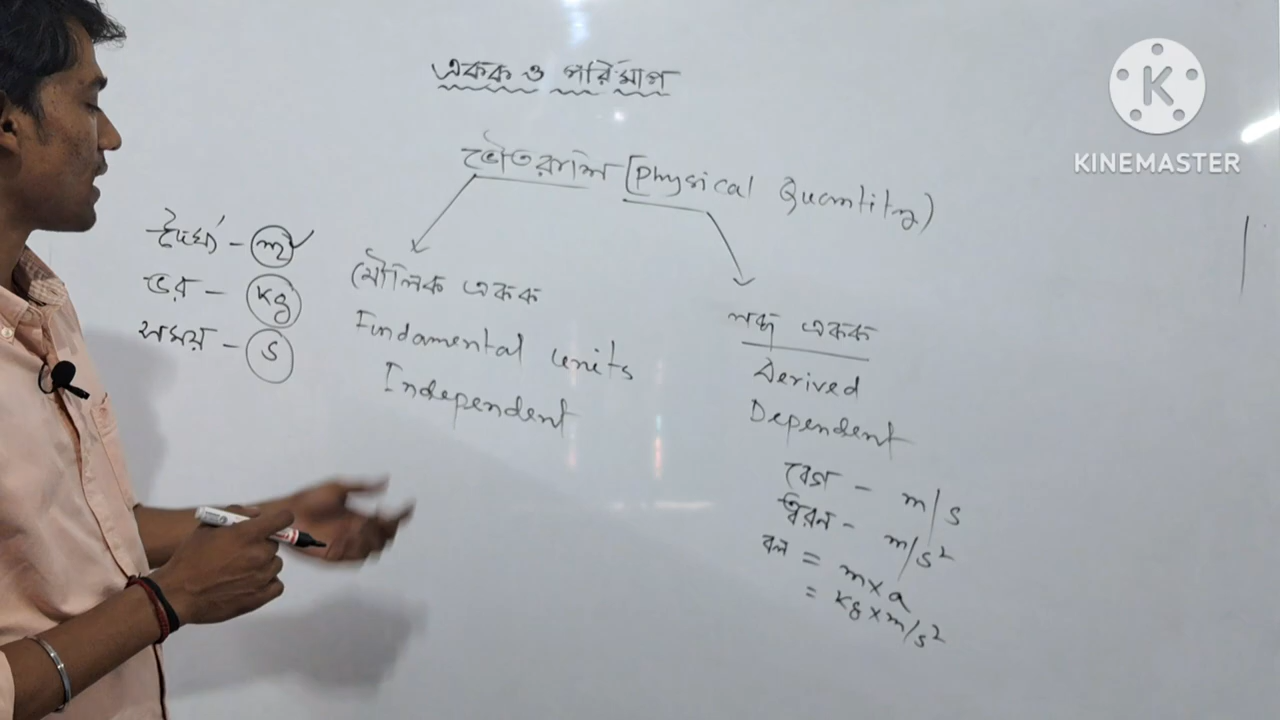 একক ও পরিমাপ
ভৌতরাশি (Physical Quantity)
দৈর্ঘ্য -
ভর - kg
সময় - s
মৌলিক একক
Fundamental units
Independent
লব্ধ একক
Derived
Dependent
বেগ - m/s
ত্বরন - m/s²
বল = m×a
= kg×m/s²
KINEMASTER